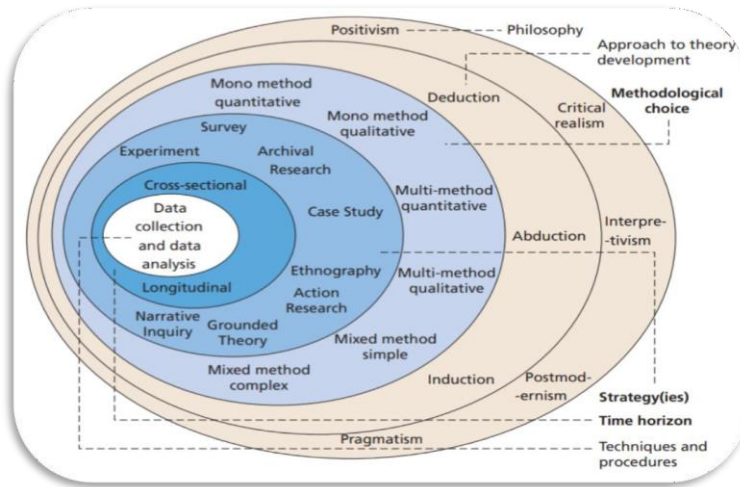 Positivism
Philosophy
Approach to theory
development
Mono method
quantitative
Deduction
Methodological
choice
Mono method
qualitative
Critical
realism
Survey
Experiment
Archival
Research
Cross-sectional
Data
collection
and data
analysis
Case Study
Multi-method
quantitative
Abduction
Interpre-
-tivism
Ethnography
Multi-method
qualitative
Longitudinal
Action
Research
Narrative
Inquiry
Grounded
Theory
Mixed method
simple
Mixed method
complex
Induction
Postmod-
-ernism
Strategy(ies)
Time horizon
Pragmatism
Techniques and
procedures